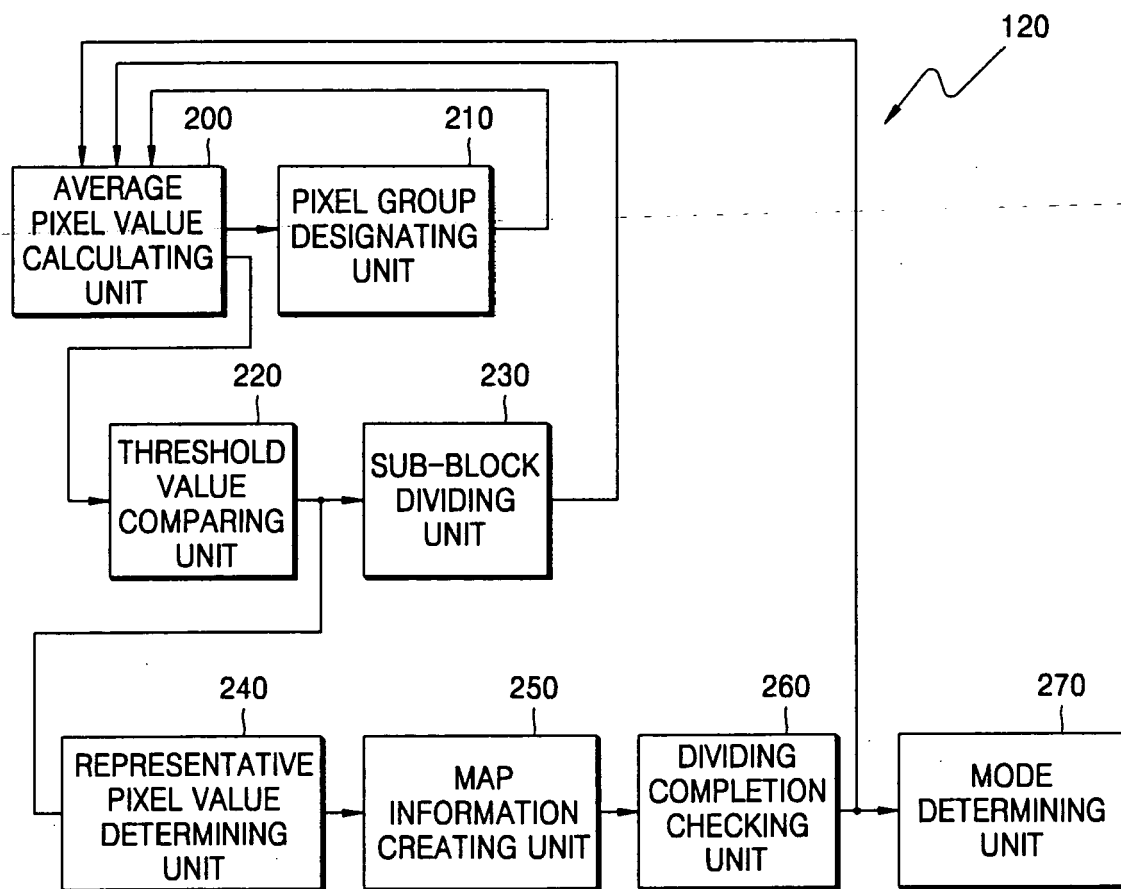 120
200
AVERAGE
PIXEL VALUE
CALCULATING
UNIT
210
PIXEL GROUP
DESIGNATING
UNIT
220
THRESHOLD
VALUE
COMPARING
UNIT
230
SUB-BLOCK
DIVIDING
UNIT
240
REPRESENTATIVE
PIXEL VALUE
DETERMINING
UNIT
250
MAP
INFORMATION
CREATING UNIT
260
DIVIDING
COMPLETION
CHECKING
UNIT
270
MODE
DETERMINING
UNIT